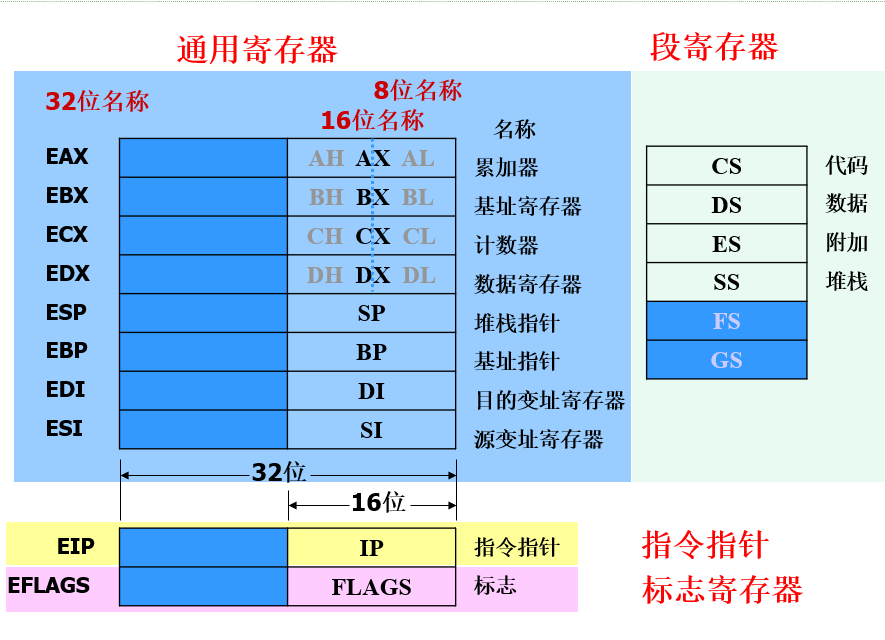 通用寄存器 段寄存器
32位名称 8位名称
16位名称 名称
EAX AH AX AL 累加器 CS 代码
EBX BH BX BL 基址寄存器 DS 数据
ECX CH CX CL 计数器 ES 附加
EDX DH DX DL 数据寄存器 SS 堆栈
ESP SP 堆栈指针 FS
EBP BP 基址指针 GS
EDI DI 目的变址寄存器
ESI SI 源变址寄存器
32位
16位
EIP IP 指令指针 指令指针
EFLAGS FLAGS 标志 标志寄存器